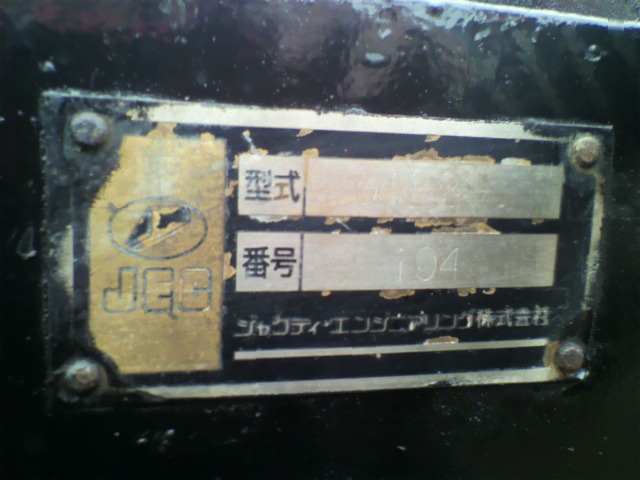 型式
番号 104
JEC
ジャクティ・エンジニアリング株式会社